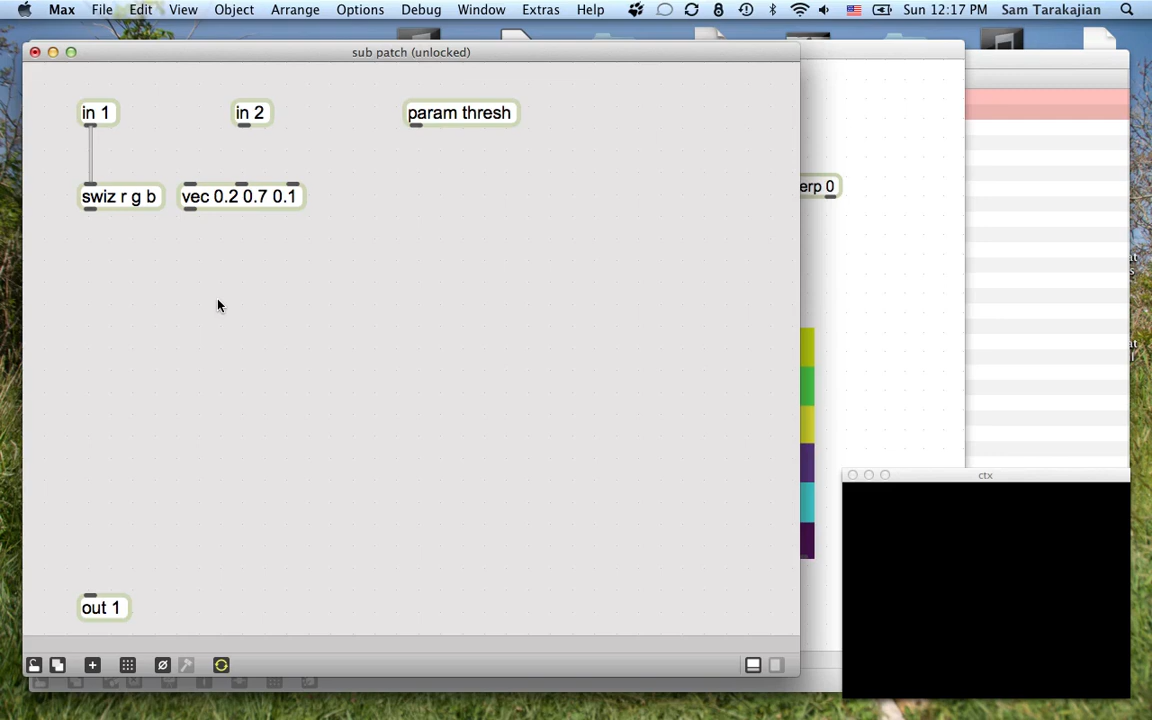 Max File Edit View Object Arrange Options Debug Window Extras Help Sun 12:17 PM Sam Tarakajian
sub patch (unlocked)
in 1 in 2 param thresh
swiz r g b vec 0.2 0.7 0.1 erp 0
ctx
out 1